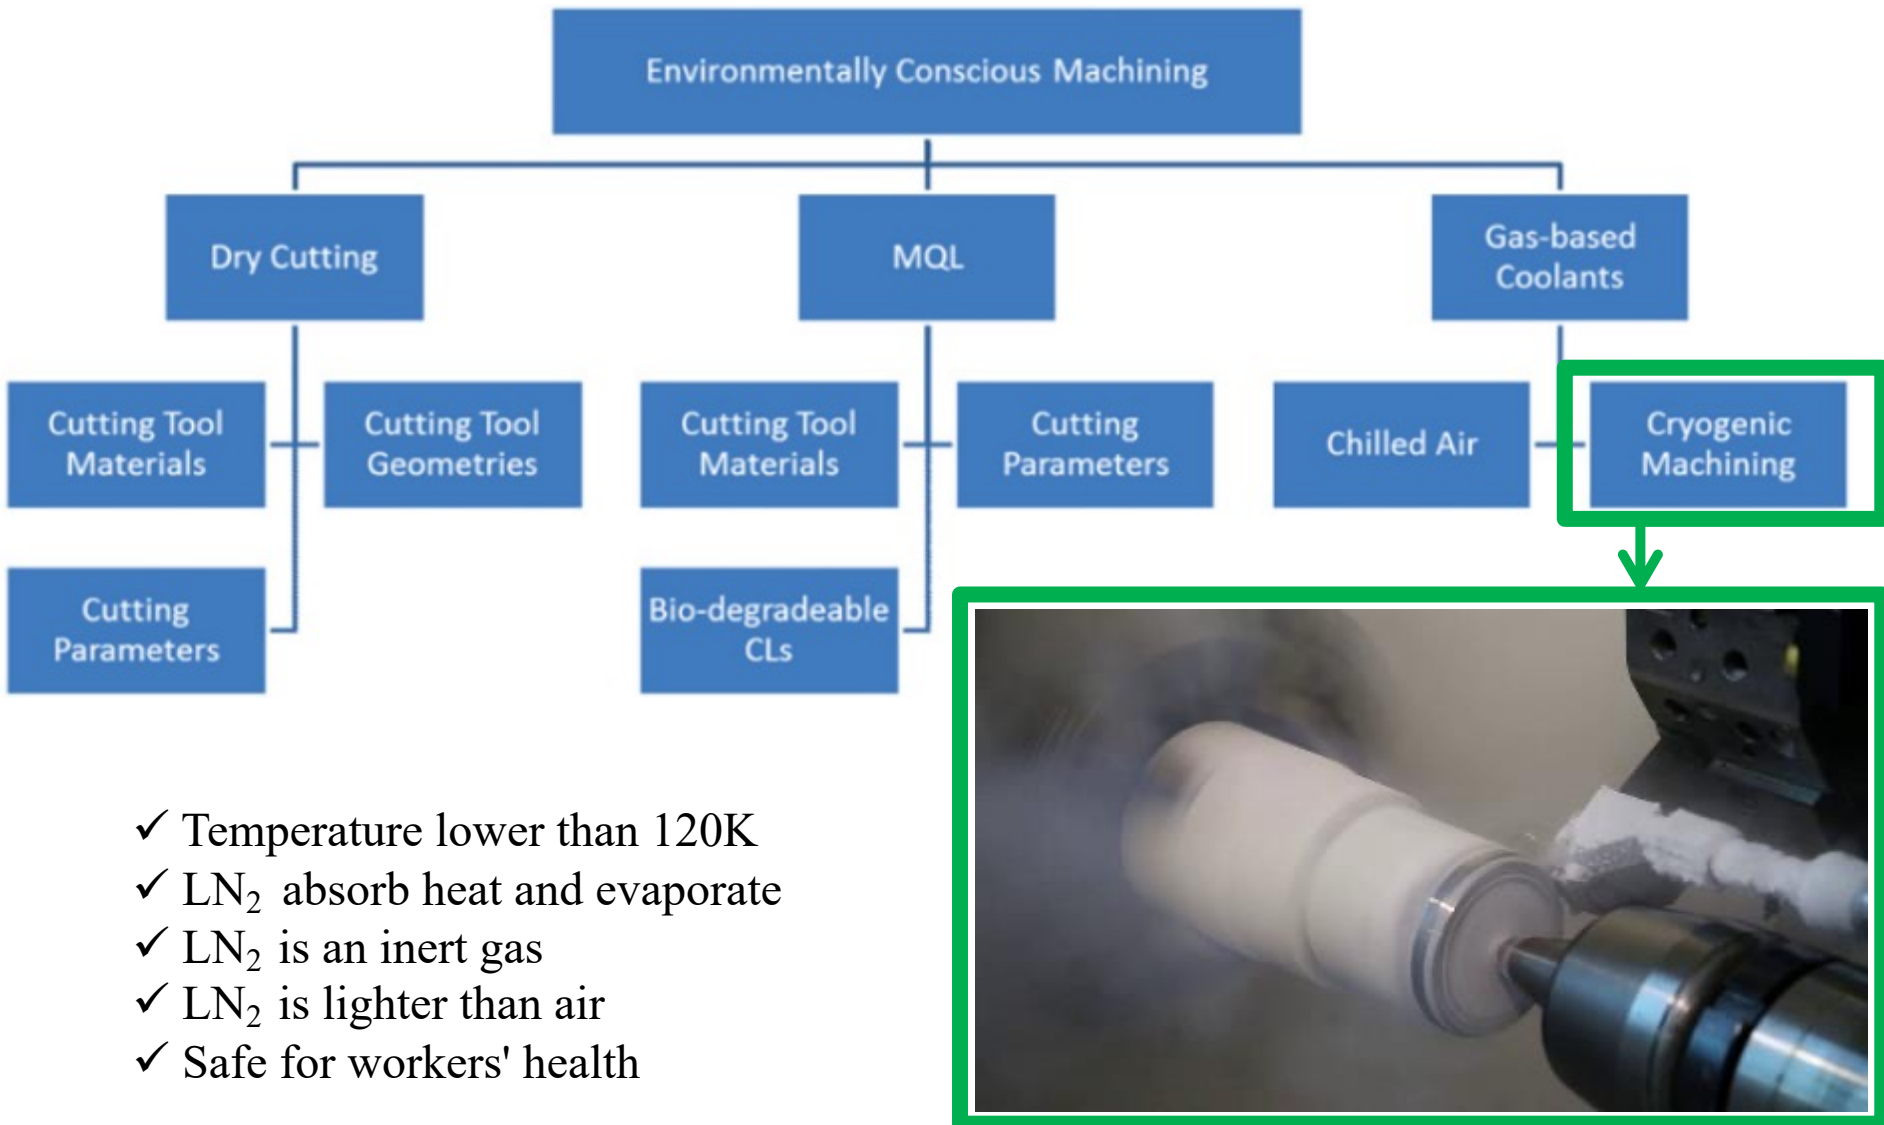 Environmentally Conscious Machining
Dry Cutting
MQL
Gas-based
Coolants
Cutting Tool
Materials
Cutting Tool
Geometries
Cutting Tool
Materials
Cutting
Parameters
Chilled Air
Cryogenic
Machining
Cutting
Parameters
Bio-degradeable
CLs
✓ Temperature lower than 120K
✓ LN₂ absorb heat and evaporate
✓ LN₂ is an inert gas
✓ LN₂ is lighter than air
✓ Safe for workers' health